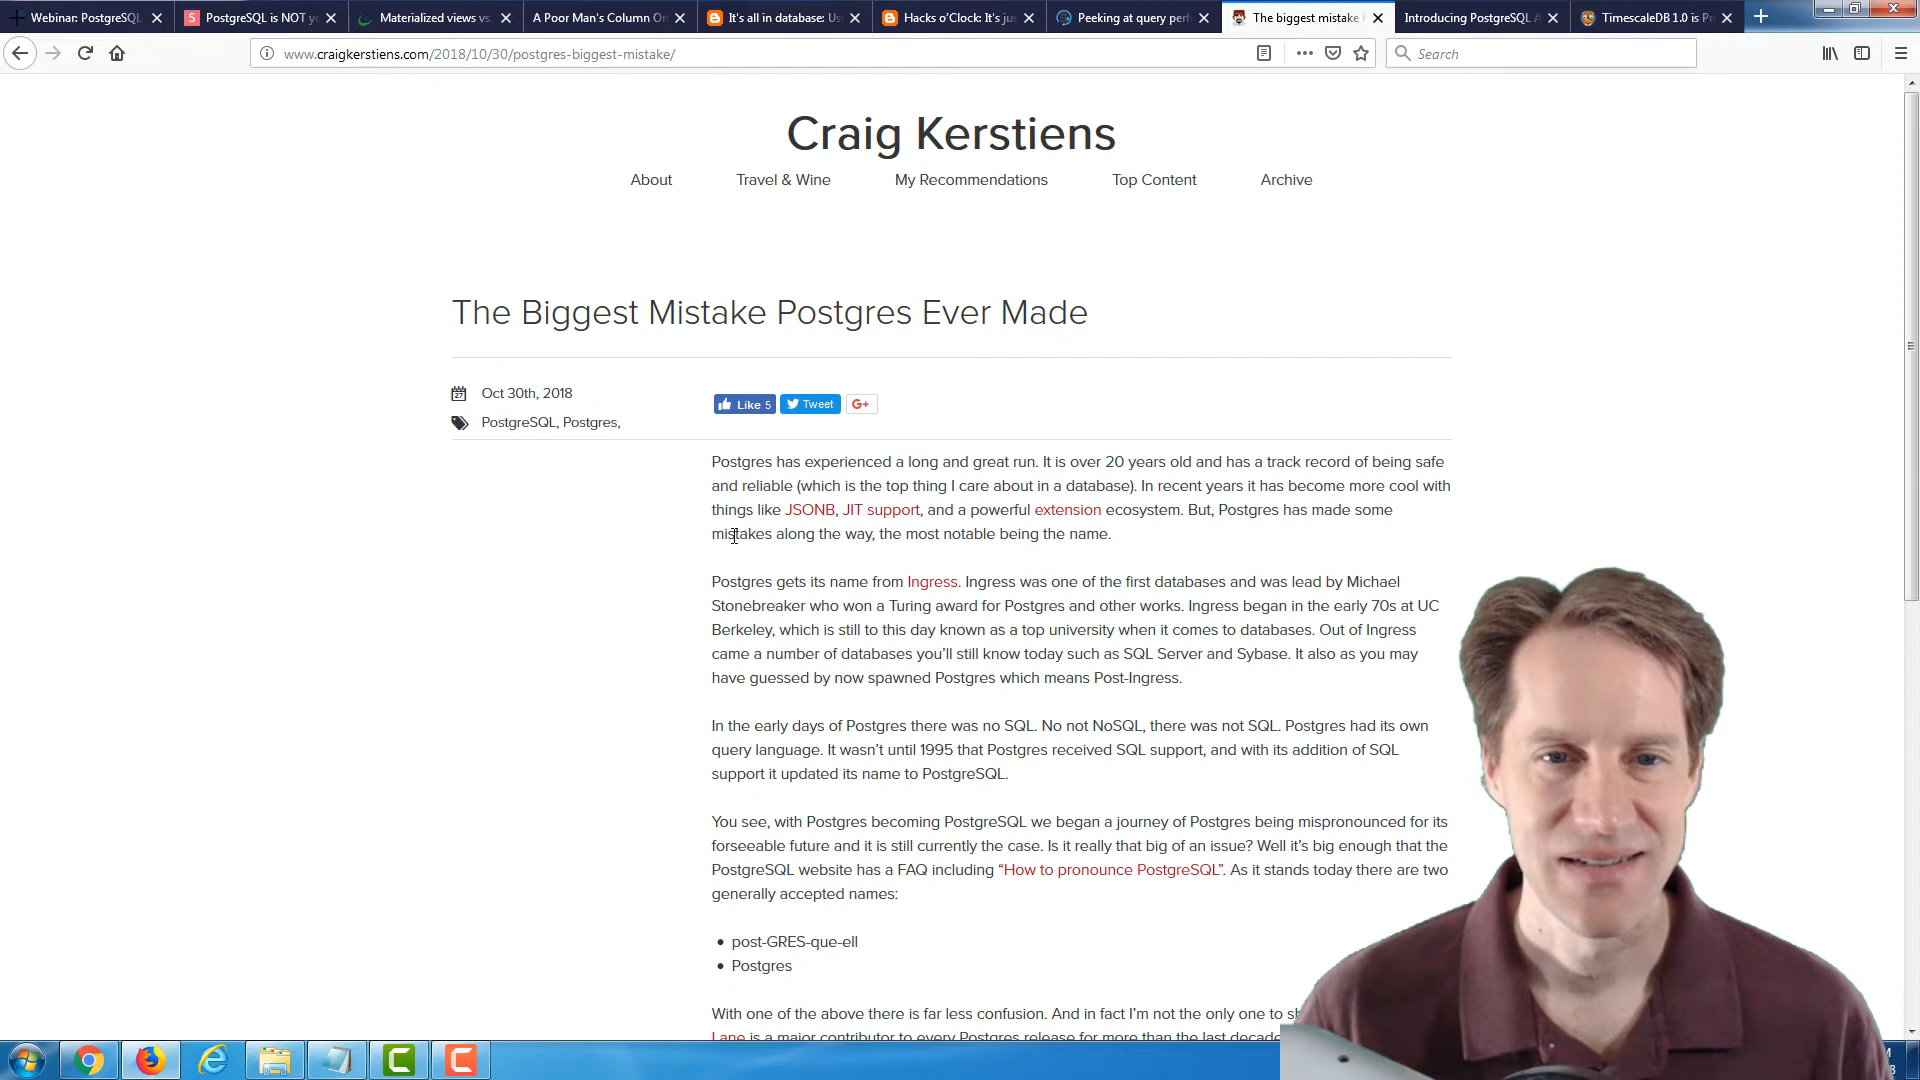 Webinar: PostgreSQL
PostgreSQL is NOT y
Materialized views vs.
A Poor Man's Column O
It's all in database: Us
Hacks o'Clock: It's ju
Peeking at query per
The biggest mistake
Introducing PostgreSQL
TimescaleDB 1.0 is P
www.craigkerstiens.com/2018/10/30/postgres-biggest-mistake/
Search
Craig Kerstiens
About
Travel & Wine
My Recommendations
Top Content
Archive
The Biggest Mistake Postgres Ever Made
27
Oct 30th, 2018
Like 5
Tweet
G+
PostgreSQL, Postgres,
Postgres has experienced a long and great run. It is over 20 years old and has a track record of being safe
and reliable (which is the top thing I care about in a database). In recent years it has become more cool with
things like JSONB, JIT support, and a powerful extension ecosystem. But, Postgres has made some
mistakes along the way, the most notable being the name.
Postgres gets its name from Ingress. Ingress was one of the first databases and was lead by Michael
Stonebreaker who won a Turing award for Postgres and other works. Ingress began in the early 70s at UC
Berkeley, which is still to this day known as a top university when it comes to databases. Out of Ingress
came a number of databases you'll still know today such as SQL Server and Sybase. It also as you may
have guessed by now spawned Postgres which means Post-Ingress.
In the early days of Postgres there was no SQL. No not NoSQL, there was not SQL. Postgres had its own
query language. It wasn't until 1995 that Postgres received SQL support, and with its addition of SQL
support it updated its name to PostgreSQL.
You see, with Postgres becoming PostgreSQL we began a journey of Postgres being mispronounced for its
forseeable future and it is still currently the case. Is it really that big of an issue? Well it's big enough that the
PostgreSQL website has a FAQ including “How to pronounce PostgreSQL”. As it stands today there are two
generally accepted names:
• post-GRES-que-ell
• Postgres
With one of the above there is far less confusion. And in fact I'm not the only one to
Lane is a major contributor to every Postgres release for more than the last decade